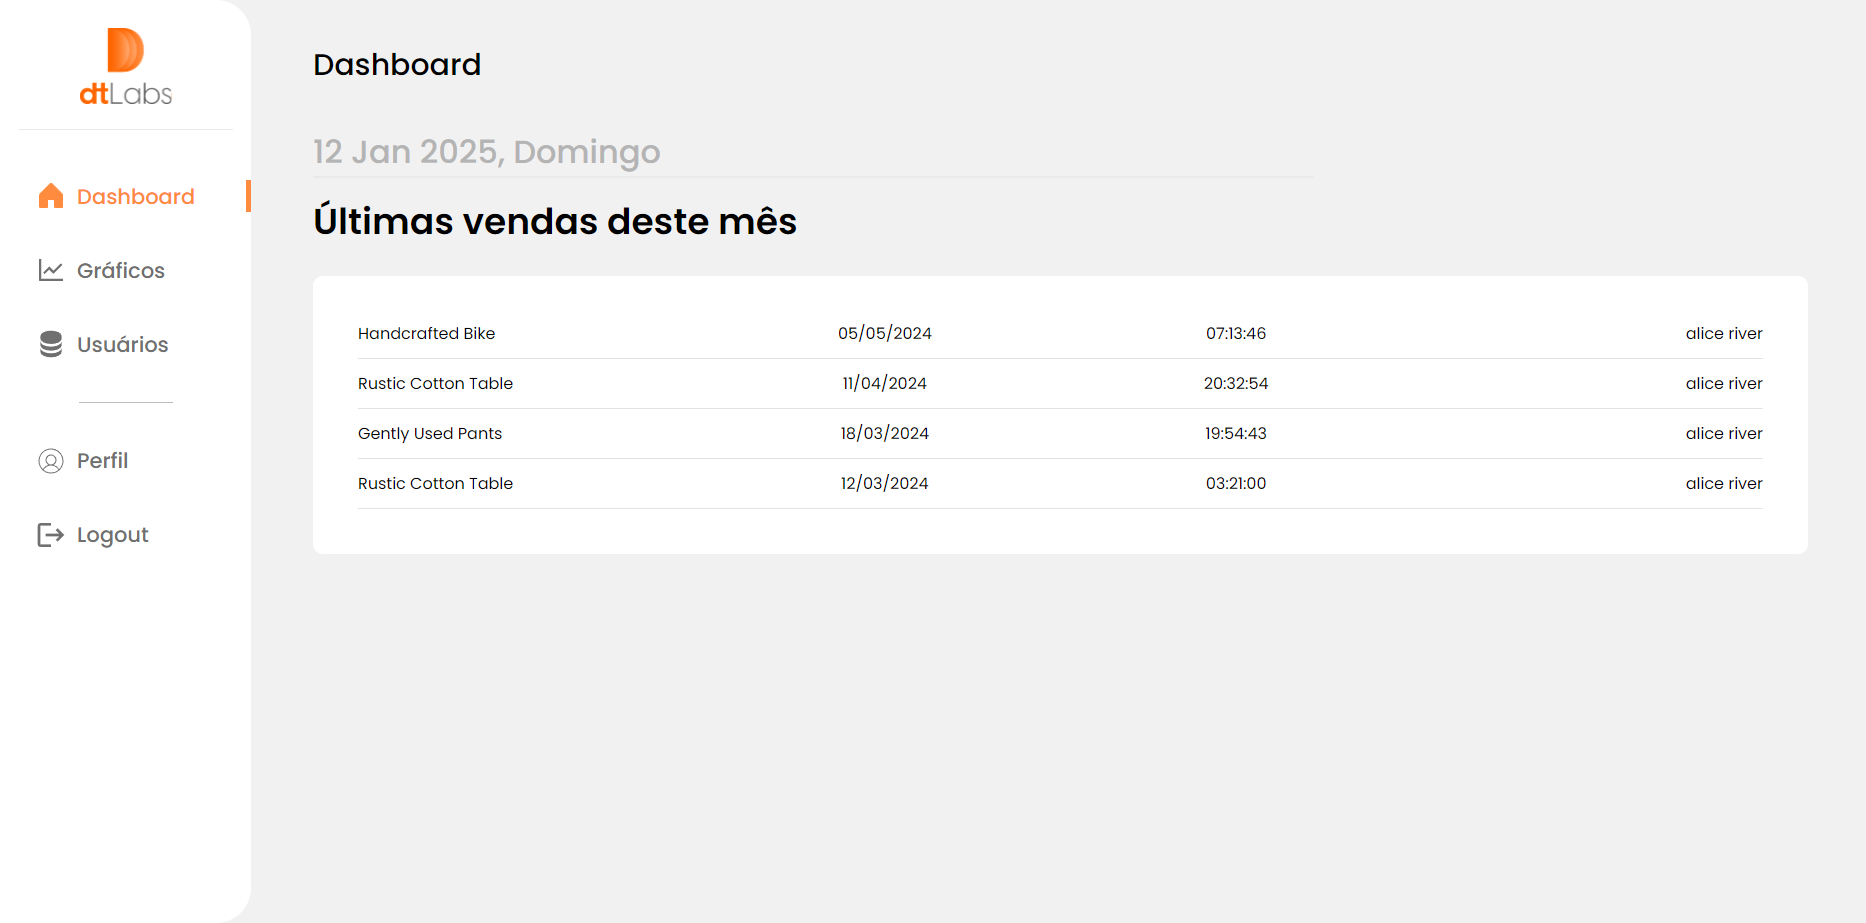 dtLabs
Dashboard
Gráficos
Usuários
Perfil
Logout
Dashboard
12 Jan 2025, Domingo
Últimas vendas deste mês
Handcrafted Bike 05/05/2024 07:13:46 alice river
Rustic Cotton Table 11/04/2024 20:32:54 alice river
Gently Used Pants 18/03/2024 19:54:43 alice river
Rustic Cotton Table 12/03/2024 03:21:00 alice river